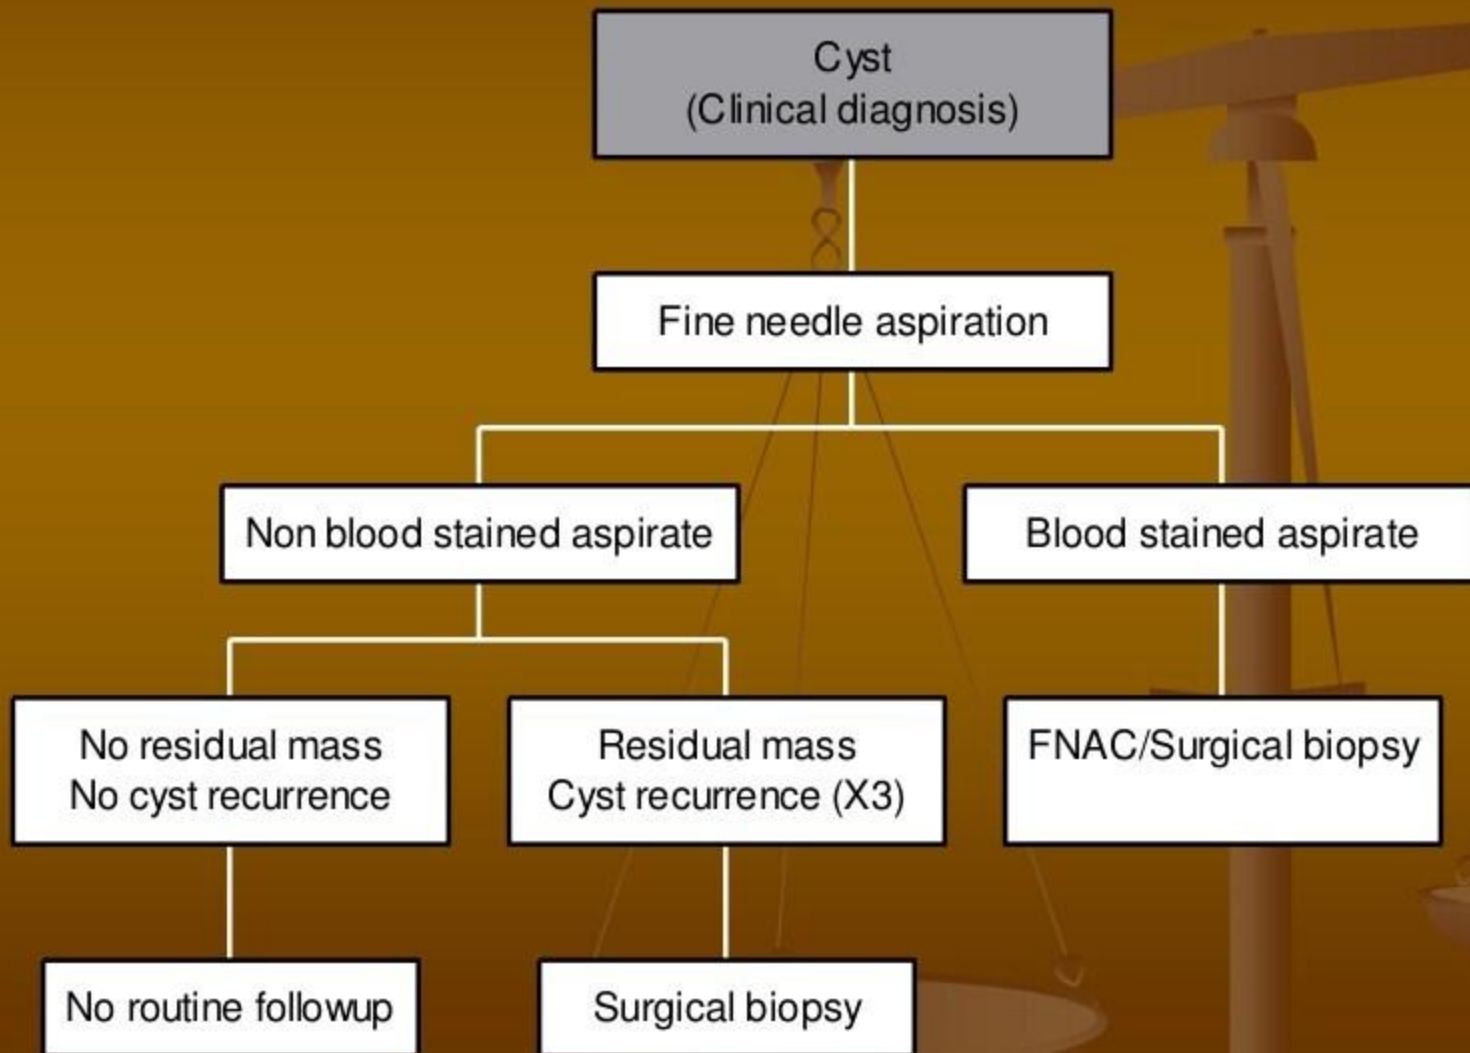 Cyst
(Clinical diagnosis)
Fine needle aspiration
Non blood stained aspirate
Blood stained aspirate
No residual mass
No cyst recurrence
Residual mass
Cyst recurrence (X3)
FNAC/Surgical biopsy
No routine followup
Surgical biopsy